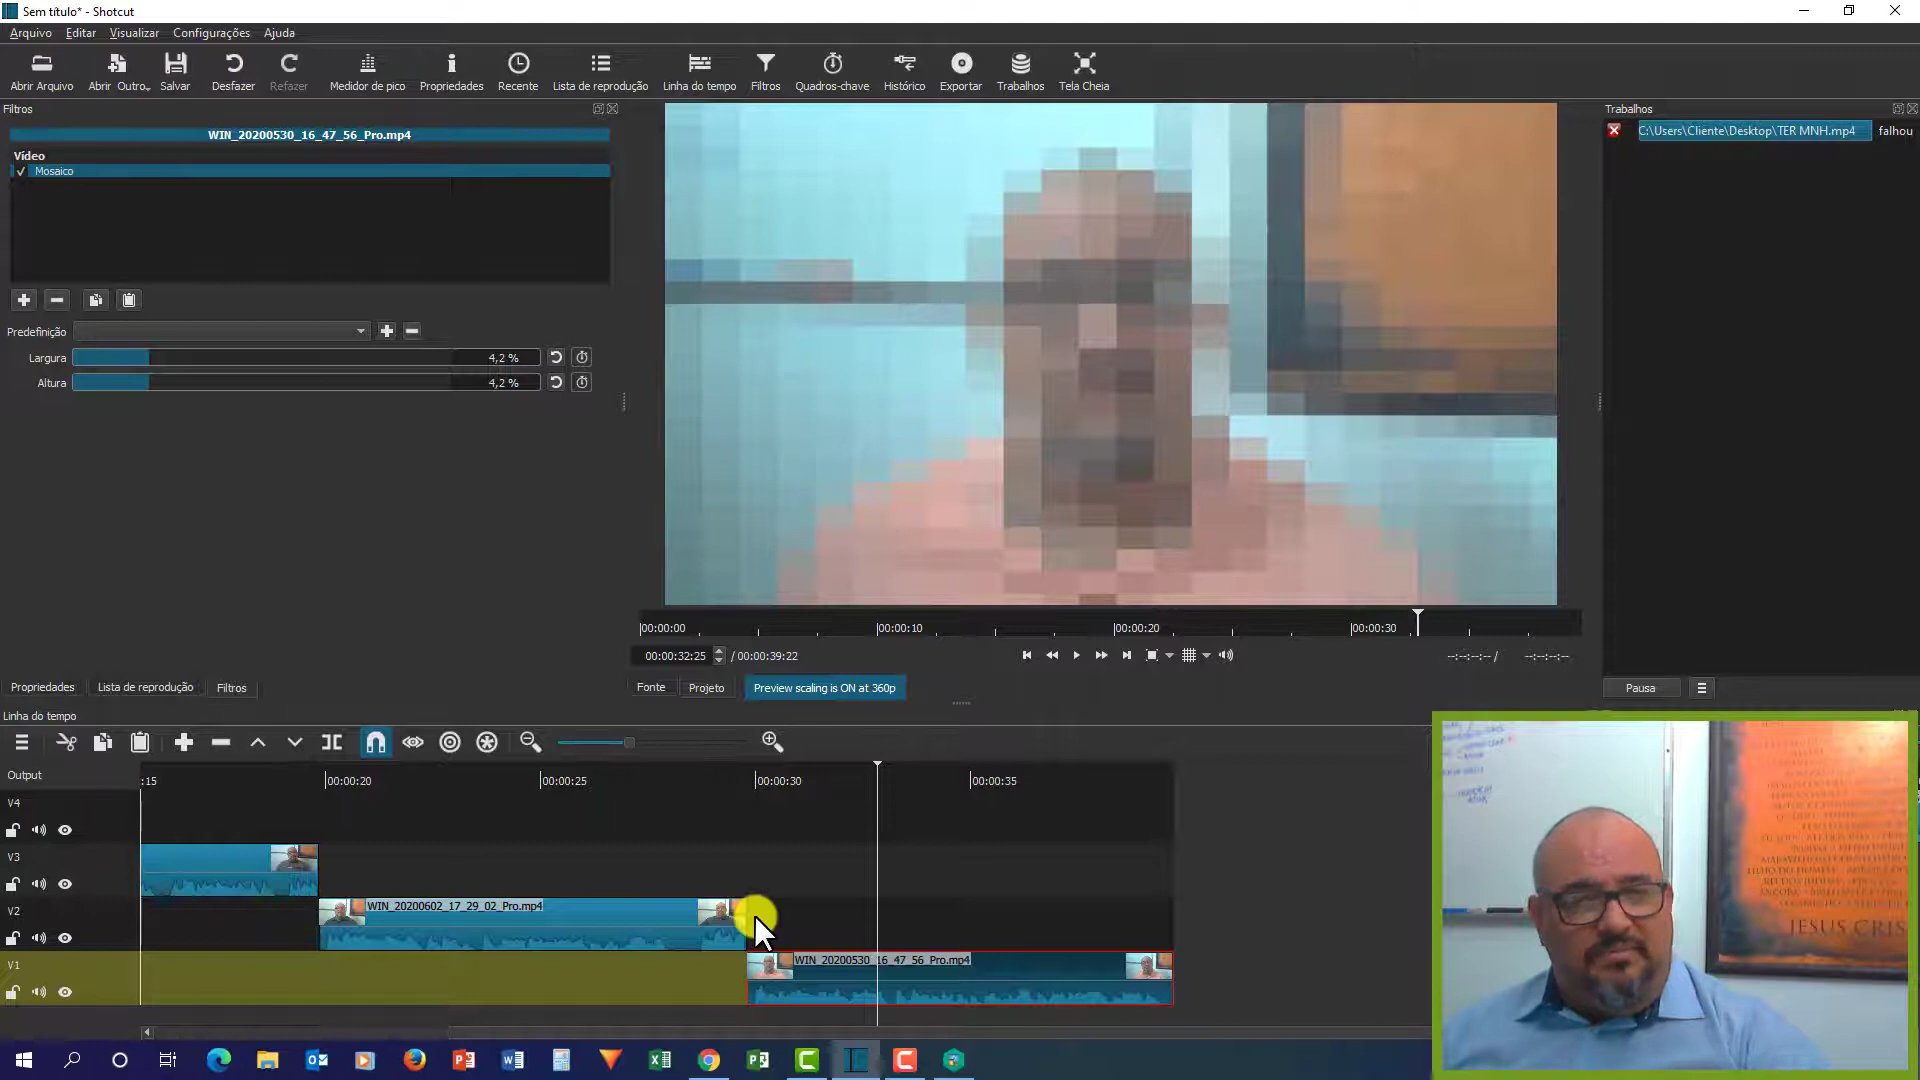 Sem título* - Shotcut
Arquivo Editar Visualizar Configurações Ajuda
Abrir Arquivo Abrir Outro Salvar Desfazer Refazer Medidor de pico Propriedades Recente Lista de reprodução Linha do tempo Filtros Quadros-chave Histórico Exportar Trabalhos Tela Cheia
Filtros
Trabalhos
WIN_20200530_16_47_56_Pro.mp4
C:\Users\Cliente\Desktop\TER MNH.mp4 falhou
Vídeo
Mosaico
Predefinição
Largura 4,2 %
Altura 4,2 %
00:00:00 00:00:10 00:00:20 00:00:30
00:00:32:25 / 00:00:39:22
--:--:--:-- / --:--:--:--
Propriedades Lista de reprodução Filtros
Fonte Projeto Preview scaling is ON at 360p
Pausa
Linha do tempo
Output
:15 00:00:20 00:00:25 00:00:30 00:00:35
V4
V3
V2
WIN_20200602_17_29_02_Pro.mp4
V1
WIN_20200530_16_47_56_Pro.mp4
JESUS CRIS